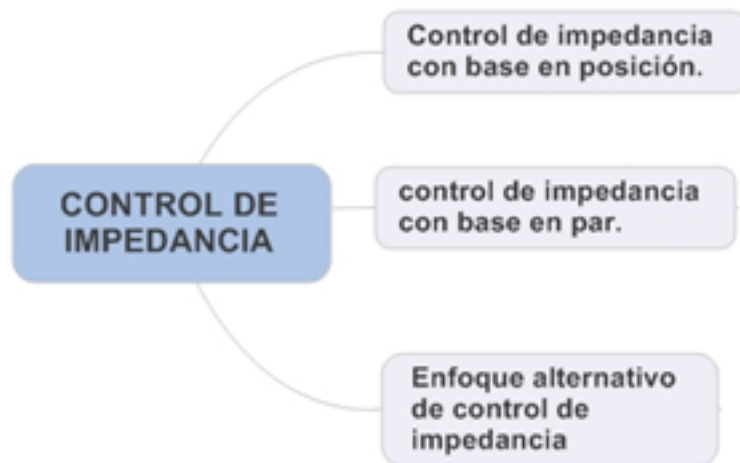 Control de impedancia
con base en posición.
CONTROL DE
IMPEDANCIA
control de impedancia
con base en par.
Enfoque alternativo
de control de
impedancia